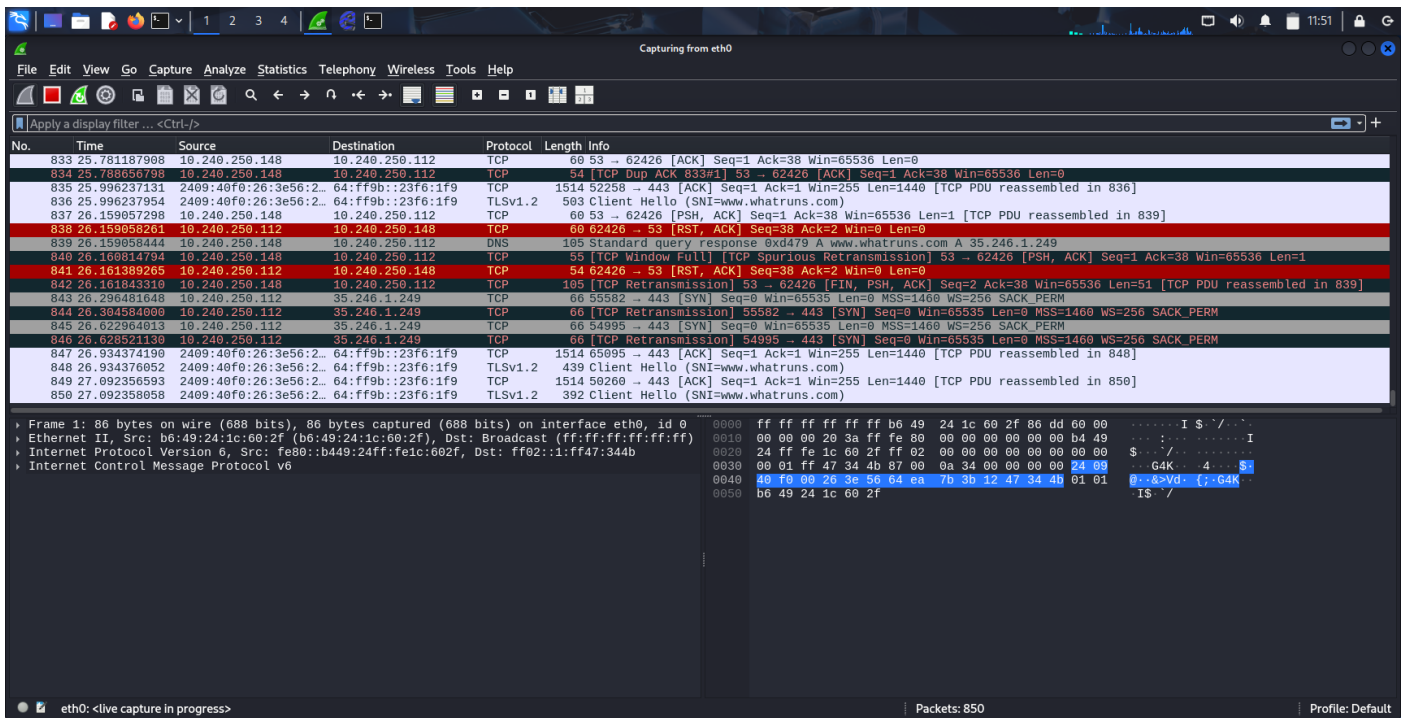 1 2 3 4 11:51
Capturing from eth0
File Edit View Go Capture Analyze Statistics Telephony Wireless Tools Help
Apply a display filter ... <Ctrl-/>
No. Time Source Destination Protocol Length Info
833 25.781187908 10.240.250.148 10.240.250.112 TCP 60 53 → 62426 [ACK] Seq=1 Ack=38 Win=65536 Len=0
834 25.788656798 10.240.250.148 10.240.250.112 TCP 54 [TCP Dup ACK 833#1] 53 → 62426 [ACK] Seq=1 Ack=38 Win=65536 Len=0
835 25.996237131 2409:40f0:26:3e56:2… 64:ff9b::23f6:1f9 TCP 1514 52258 → 443 [ACK] Seq=1 Ack=1 Win=255 Len=1440 [TCP PDU reassembled in 836]
836 25.996237954 2409:40f0:26:3e56:2… 64:ff9b::23f6:1f9 TLSv1.2 503 Client Hello (SNI=www.whatruns.com)
837 26.159057298 10.240.250.148 10.240.250.112 TCP 60 53 → 62426 [PSH, ACK] Seq=1 Ack=38 Win=65536 Len=1 [TCP PDU reassembled in 839]
838 26.159058261 10.240.250.112 10.240.250.148 TCP 60 62426 → 53 [RST, ACK] Seq=38 Ack=2 Win=0 Len=0
839 26.159058444 10.240.250.148 10.240.250.112 DNS 105 Standard query response 0xd479 A www.whatruns.com A 35.246.1.249
840 26.160814794 10.240.250.148 10.240.250.112 TCP 55 [TCP Window Full] [TCP Spurious Retransmission] 53 → 62426 [PSH, ACK] Seq=1 Ack=38 Win=65536 Len=1
841 26.161389265 10.240.250.112 10.240.250.148 TCP 54 62426 → 53 [RST, ACK] Seq=38 Ack=2 Win=0 Len=0
842 26.161843310 10.240.250.148 10.240.250.112 TCP 105 [TCP Retransmission] 53 → 62426 [FIN, PSH, ACK] Seq=2 Ack=38 Win=65536 Len=51 [TCP PDU reassembled in 839]
843 26.296481648 10.240.250.112 35.246.1.249 TCP 66 55582 → 443 [SYN] Seq=0 Win=65535 Len=0 MSS=1460 WS=256 SACK_PERM
844 26.304584000 10.240.250.112 35.246.1.249 TCP 66 [TCP Retransmission] 55582 → 443 [SYN] Seq=0 Win=65535 Len=0 MSS=1460 WS=256 SACK_PERM
845 26.622964013 10.240.250.112 35.246.1.249 TCP 66 54995 → 443 [SYN] Seq=0 Win=65535 Len=0 MSS=1460 WS=256 SACK_PERM
846 26.628521130 10.240.250.112 35.246.1.249 TCP 66 [TCP Retransmission] 54995 → 443 [SYN] Seq=0 Win=65535 Len=0 MSS=1460 WS=256 SACK_PERM
847 26.934374190 2409:40f0:26:3e56:2… 64:ff9b::23f6:1f9 TCP 1514 65095 → 443 [ACK] Seq=1 Ack=1 Win=255 Len=1440 [TCP PDU reassembled in 848]
848 26.934376052 2409:40f0:26:3e56:2… 64:ff9b::23f6:1f9 TLSv1.2 439 Client Hello (SNI=www.whatruns.com)
849 27.092356593 2409:40f0:26:3e56:2… 64:ff9b::23f6:1f9 TCP 1514 50260 → 443 [ACK] Seq=1 Ack=1 Win=255 Len=1440 [TCP PDU reassembled in 850]
850 27.092358058 2409:40f0:26:3e56:2… 64:ff9b::23f6:1f9 TLSv1.2 392 Client Hello (SNI=www.whatruns.com)
Frame 1: 86 bytes on wire (688 bits), 86 bytes captured (688 bits) on interface eth0, id 0
Ethernet II, Src: b6:49:24:1c:60:2f (b6:49:24:1c:60:2f), Dst: Broadcast (ff:ff:ff:ff:ff:ff)
Internet Protocol Version 6, Src: fe80::b449:24ff:fe1c:602f, Dst: ff02::1:ff47:344b
Internet Control Message Protocol v6
0000 ff ff ff ff ff ff b6 49 24 1c 60 2f 86 dd 60 00 ·······I $·`/··`·
0010 00 00 00 20 3a ff fe 80 00 00 00 00 00 00 b4 49 ··· :··· ·······I
0020 24 ff fe 1c 60 2f ff 02 00 00 00 00 00 00 00 00 $···`/·· ········
0030 00 01 ff 47 34 4b 87 00 0a 34 00 00 00 00 24 09 ···G4K·· ·4····$·
0040 40 f0 00 26 3e 56 64 ea 7b 3b 12 47 34 4b 01 01 @··&>Vd· {;·G4K··
0050 b6 49 24 1c 60 2f ·I$·`/
eth0: <live capture in progress> Packets: 850 Profile: Default